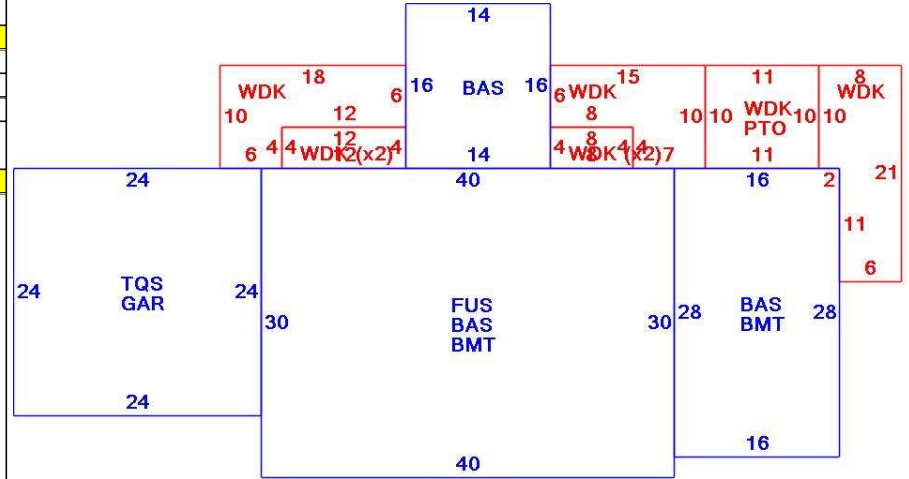 14
18 15 11 8
WDK 6 16 BAS 16 6 WDK WDK WDK
10 12 8 10 10 PTO 10 10
12 8
6 4 4 WDK 12(x2) 4 14 4 WDK 8(x2) 4 4 7 11
24 40 16 2 21
11
6
24 TQS 24 FUS BAS
GAR 30 BAS 30 28 BMT 28
BMT
24
16
40